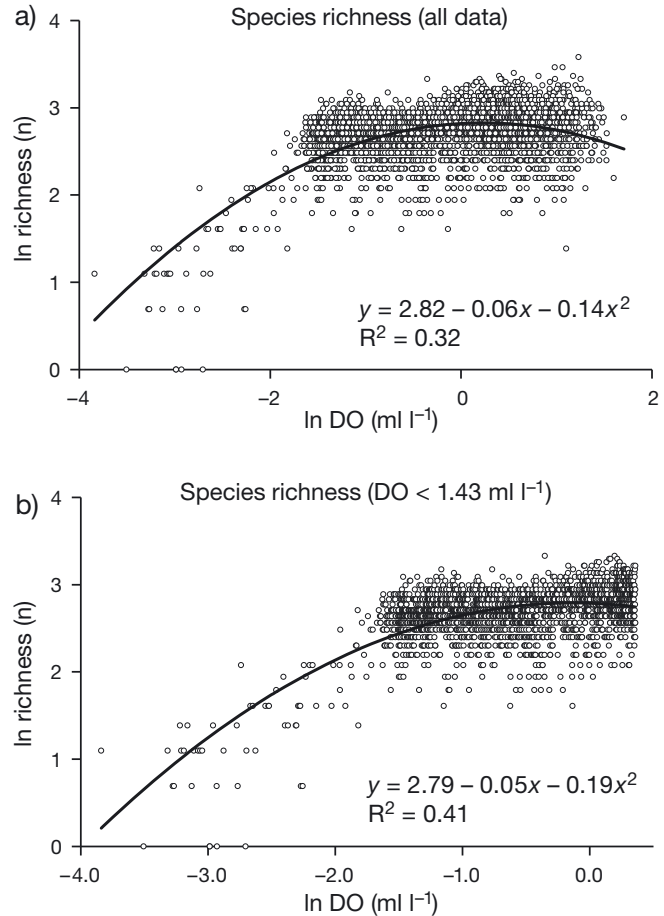 a)
Species richness (all data)
4
3
2
1
0
ln richness (n)
y = 2.82 – 0.06x – 0.14x²
R² = 0.32
–4
–2
0
2
ln DO (ml l⁻¹)
b)
Species richness (DO < 1.43 ml l⁻¹)
4
3
2
1
0
ln richness (n)
y = 2.79 – 0.05x – 0.19x²
R² = 0.41
–4.0
–3.0
–2.0
–1.0
0.0
ln DO (ml l⁻¹)